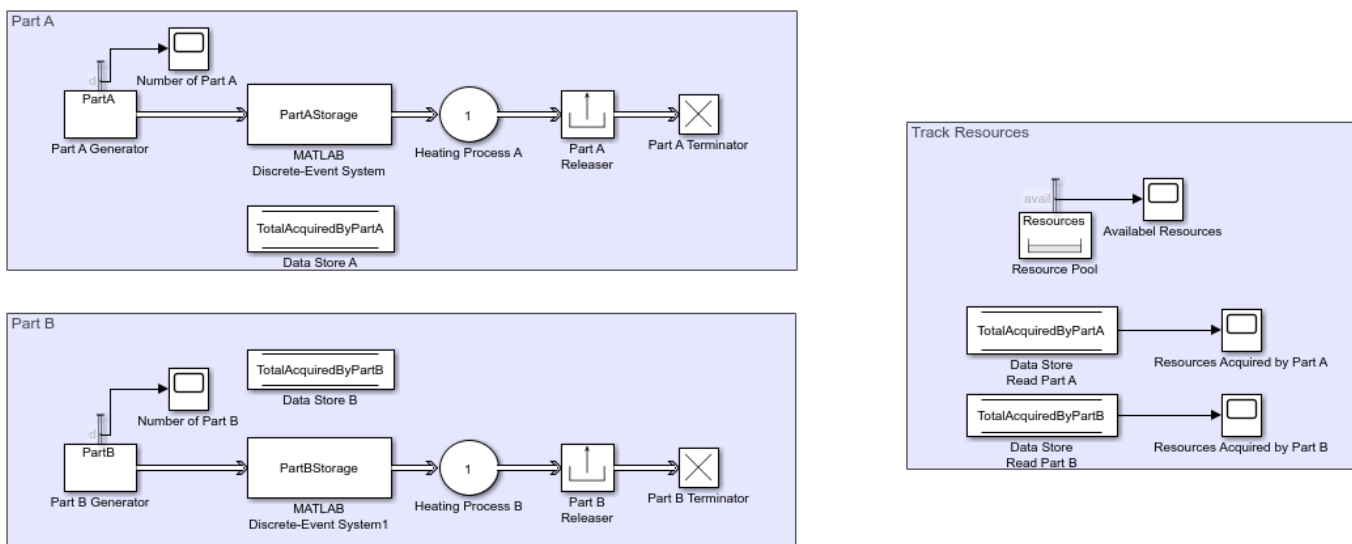 Part A
Number of Part A
d
PartA
Part A Generator
PartAStorage
MATLAB
Discrete-Event System
1
Heating Process A
Part A
Releaser
Part A Terminator
TotalAcquiredByPartA
Data Store A
Part B
TotalAcquiredByPartB
Data Store B
Number of Part B
d
PartB
Part B Generator
PartBStorage
MATLAB
Discrete-Event System1
1
Heating Process B
Part B
Releaser
Part B Terminator
Track Resources
avail
Resources
Resource Pool
Availabel Resources
TotalAcquiredByPartA
Data Store
Read Part A
Resources Acquired by Part A
TotalAcquiredByPartB
Data Store
Read Part B
Resources Acquired by Part B